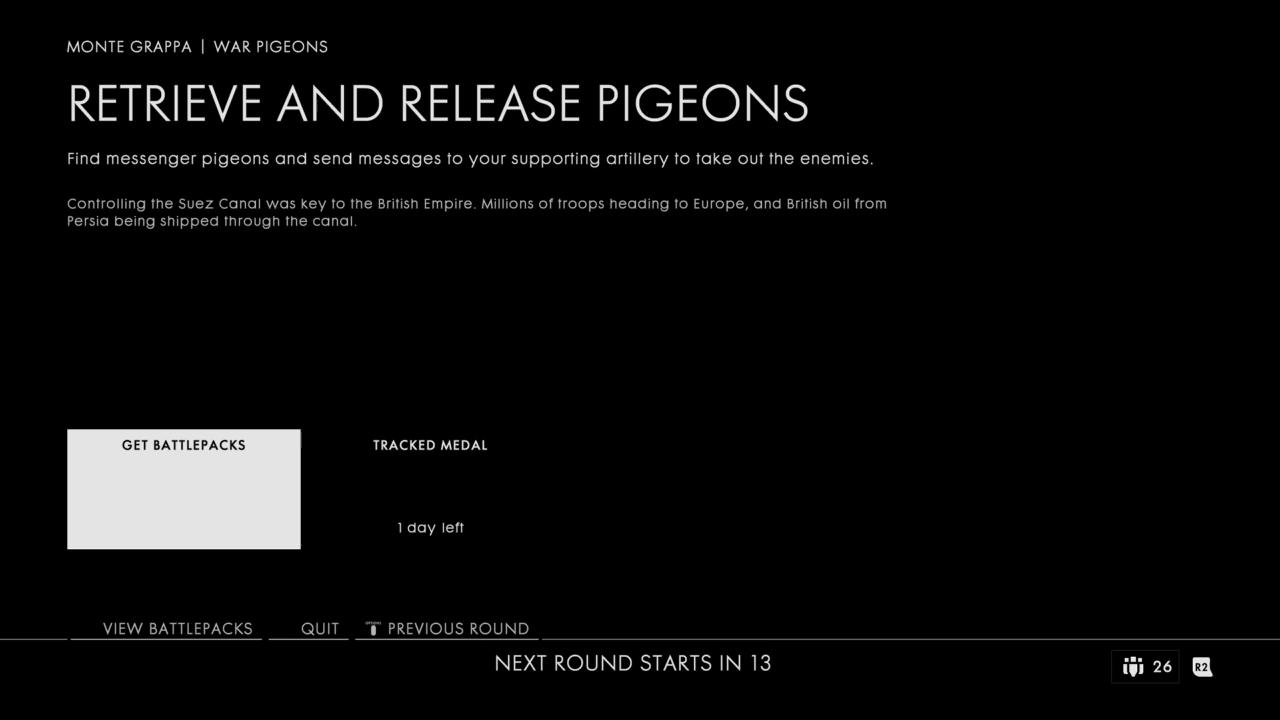 MONTE GRAPPA | WAR PIGEONS
RETRIEVE AND RELEASE PIGEONS
Find messenger pigeons and send messages to your supporting artillery to take out the enemies.
Controlling the Suez Canal was key to the British Empire. Millions of troops heading to Europe, and British oil from
Persia being shipped through the canal.
GET BATTLEPACKS
TRACKED MEDAL
1 day left
VIEW BATTLEPACKS
QUIT
OPTIONS PREVIOUS ROUND
NEXT ROUND STARTS IN 13
26
R2